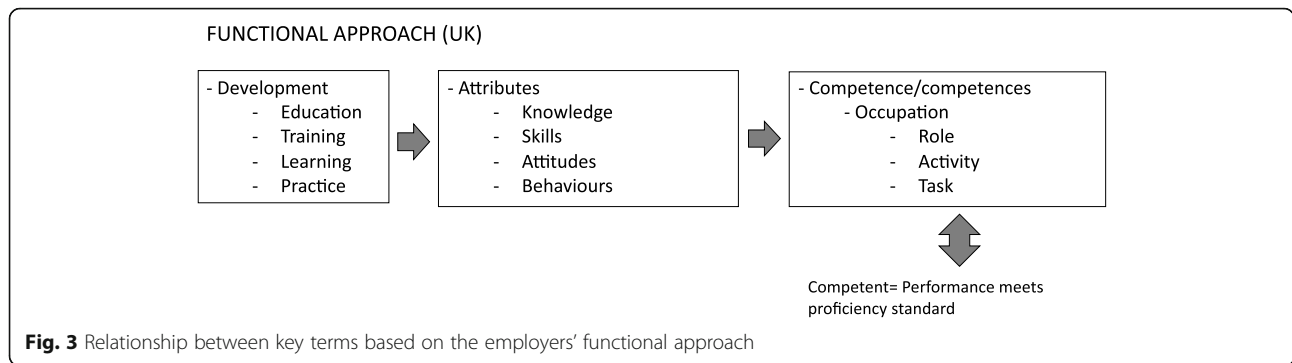 FUNCTIONAL APPROACH (UK)
- Development
- Education
- Training
- Learning
- Practice
- Attributes
- Knowledge
- Skills
- Attitudes
- Behaviours
- Competence/competences
- Occupation
- Role
- Activity
- Task
Competent= Performance meets
proficiency standard
Fig. 3 Relationship between key terms based on the employers’ functional approach